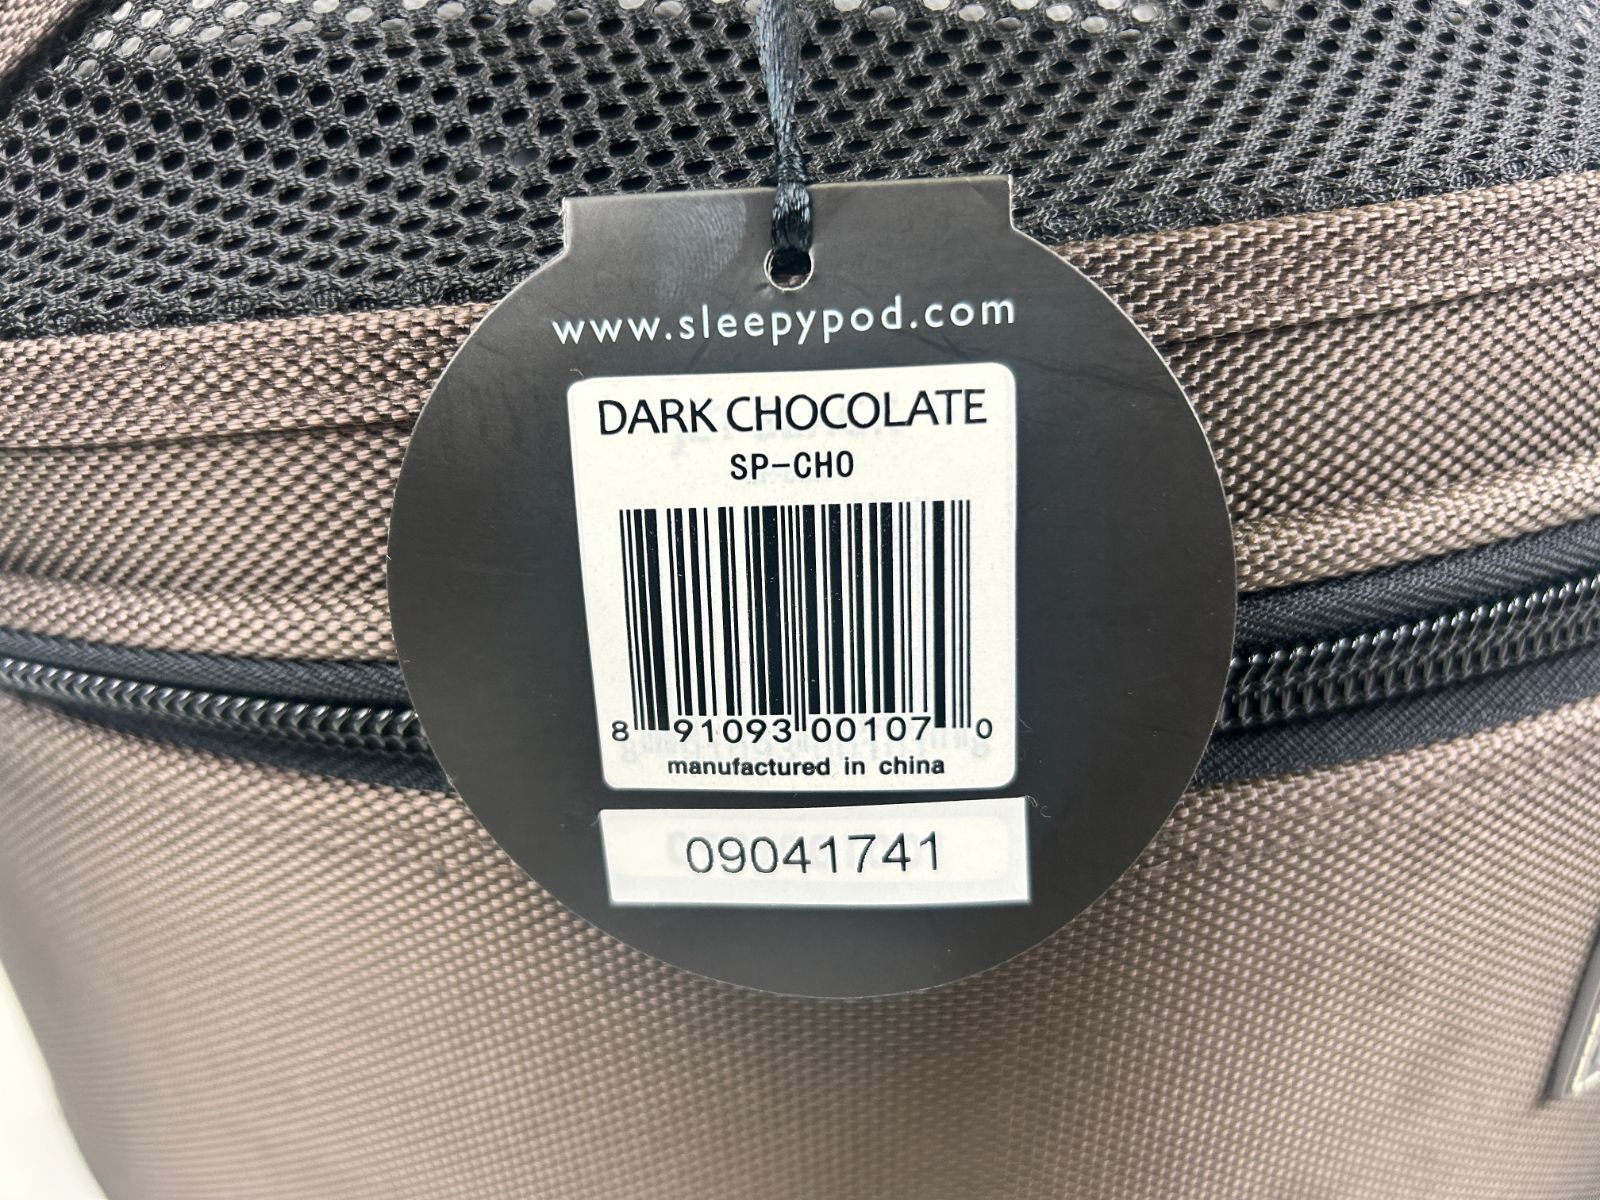 www.sleepypod.com
DARK CHOCOLATE
SP-CHO
8 91093 00107 0
manufactured in china
09041741